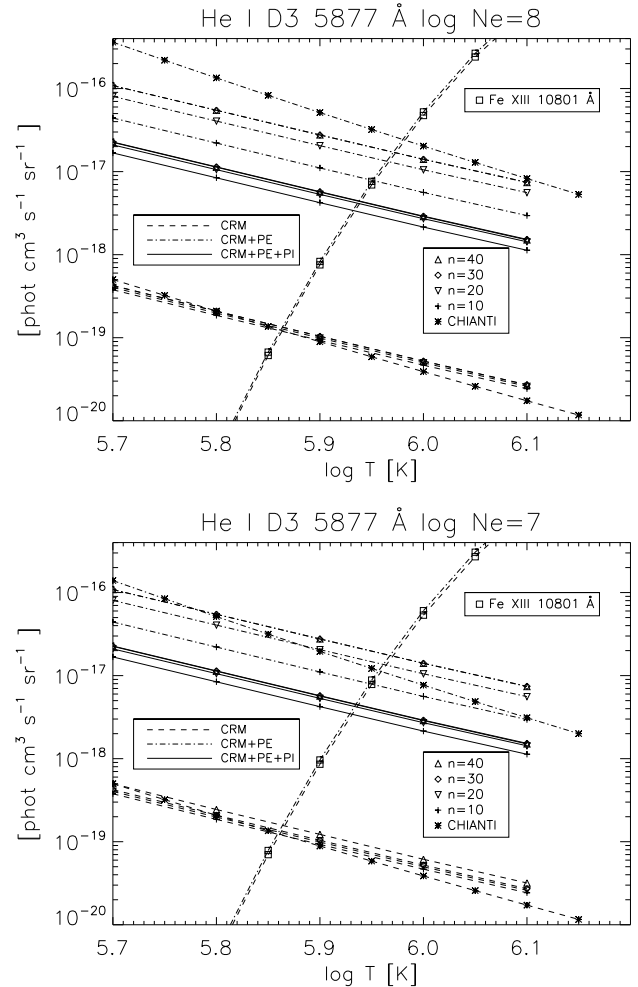 He I D3 5877 Å log Ne=8
10⁻¹⁶
10⁻¹⁷
10⁻¹⁸
10⁻¹⁹
10⁻²⁰
[phot cm³ s⁻¹ sr⁻¹ ]
Fe XIII 10801 Å
CRM
CRM+PE
CRM+PE+PI
n=40
n=30
n=20
n=10
CHIANTI
5.7 5.8 5.9 6.0 6.1
log T [K]
He I D3 5877 Å log Ne=7
10⁻¹⁶
10⁻¹⁷
10⁻¹⁸
10⁻¹⁹
10⁻²⁰
[phot cm³ s⁻¹ sr⁻¹ ]
Fe XIII 10801 Å
CRM
CRM+PE
CRM+PE+PI
n=40
n=30
n=20
n=10
CHIANTI
5.7 5.8 5.9 6.0 6.1
log T [K]